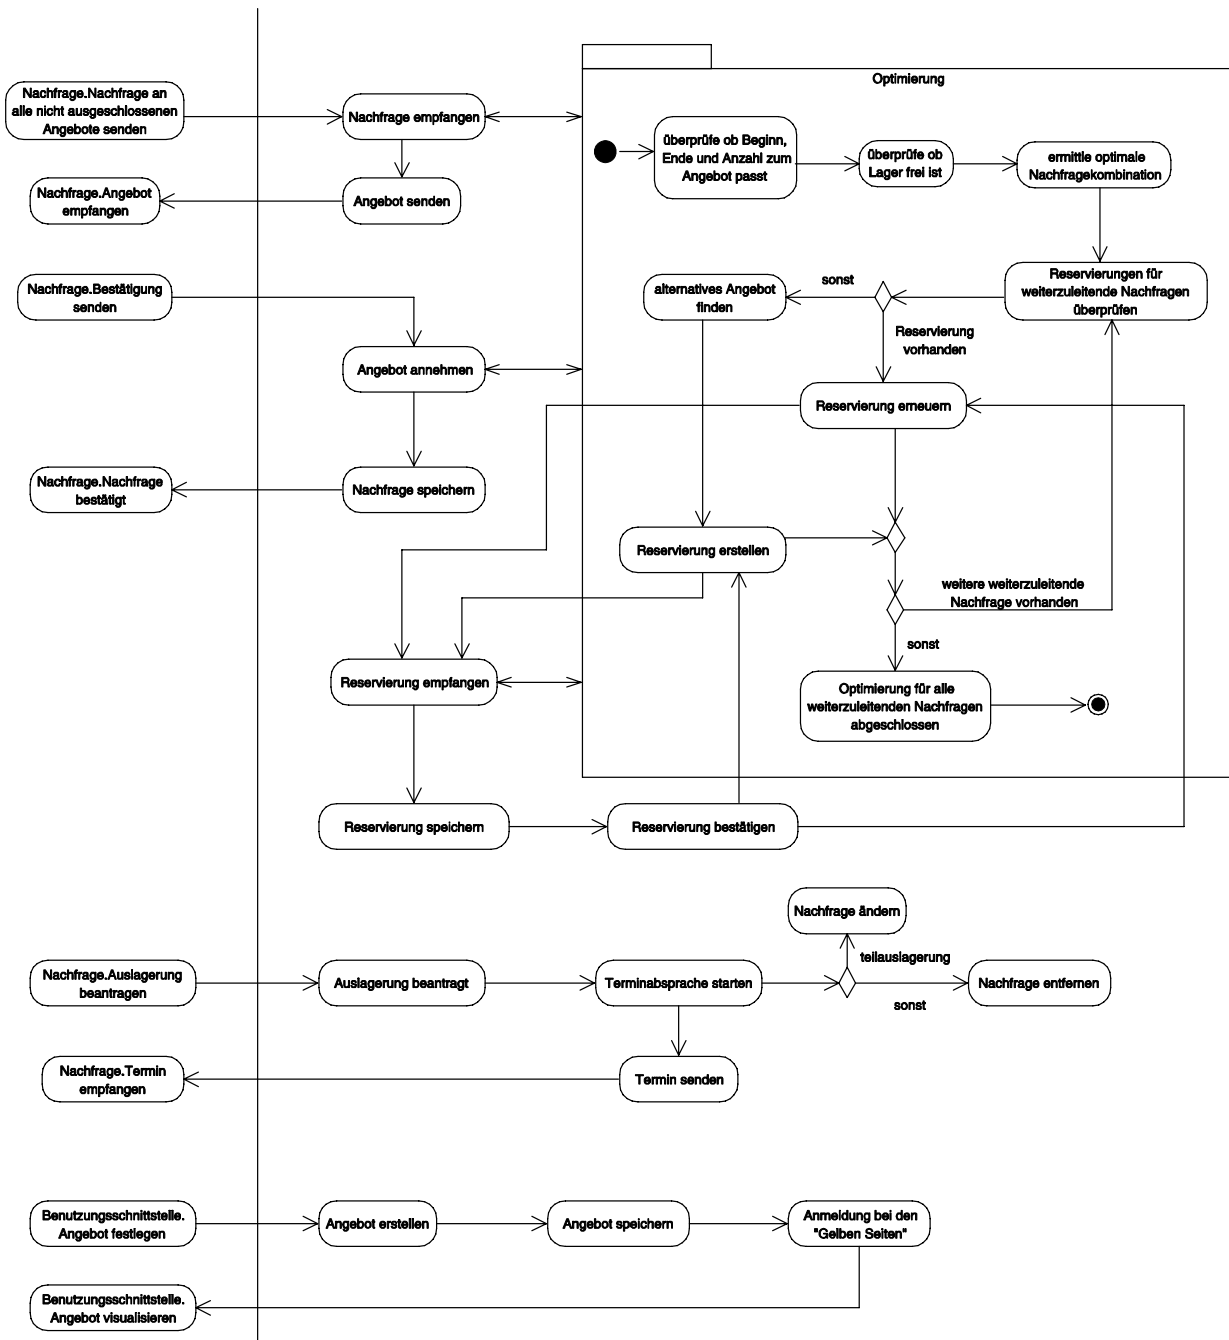 Optimierung
Nachfrage.Nachfrage an
alle nicht ausgeschlossenen
Angebote senden
Nachfrage empfangen
überprüfe ob Beginn,
Ende und Anzahl zum
Angebot passt
überprüfe ob
Lager frei ist
ermittle optimale
Nachfragekombination
Nachfrage.Angebot
empfangen
Angebot senden
Nachfrage.Bestätigung
senden
alternatives Angebot
finden
sonst
Reservierungen für
weiterzuleitende Nachfragen
überprüfen
Reservierung
vorhanden
Angebot annehmen
Reservierung erneuern
Nachfrage.Nachfrage
bestätigt
Nachfrage speichern
Reservierung erstellen
weitere weiterzuleitende
Nachfrage vorhanden
sonst
Reservierung empfangen
Optimierung für alle
weiterzuleitenden Nachfragen
abgeschlossen
Reservierung speichern
Reservierung bestätigen
Nachfrage ändern
teilauslagerung
Nachfrage.Auslagerung
beantragen
Auslagerung beantragt
Terminabsprache starten
Nachfrage entfernen
sonst
Nachfrage.Termin
empfangen
Termin senden
Benutzungsschnittstelle.
Angebot festlegen
Angebot erstellen
Angebot speichern
Anmeldung bei den
"Gelben Seiten"
Benutzungsschnittstelle.
Angebot visualisieren